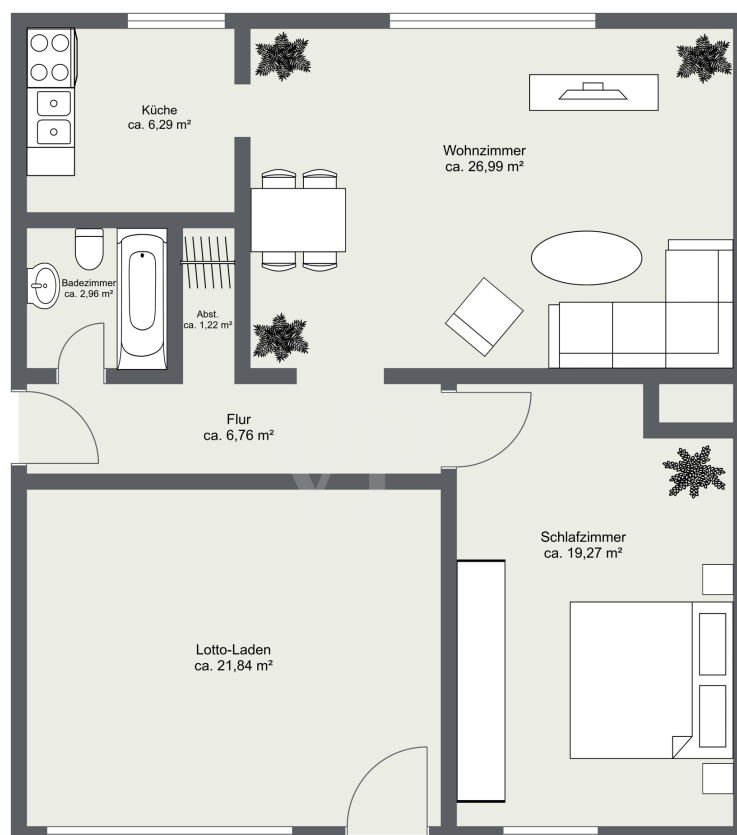 Küche
ca. 6,29 m²
Wohnzimmer
ca. 26,99 m²
Badezimmer
ca. 2,96 m²
Abst.
ca. 1,22 m²
Flur
ca. 6,76 m²
Schlafzimmer
ca. 19,27 m²
Lotto-Laden
ca. 21,84 m²